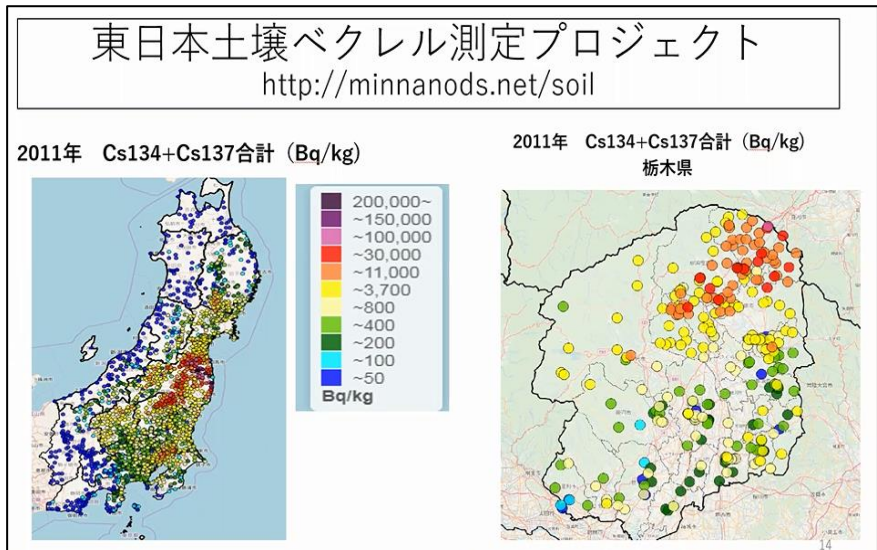 東日本土壌ベクレル測定プロジェクト
http://minnanods.net/soil
2011年 Cs134+Cs137合計（Bq/kg）
200,000~
~150,000
~100,000
~30,000
~11,000
~3,700
~800
~400
~200
~100
~50
Bq/kg
2011年 Cs134+Cs137合計（Bq/kg）
栃木県
14